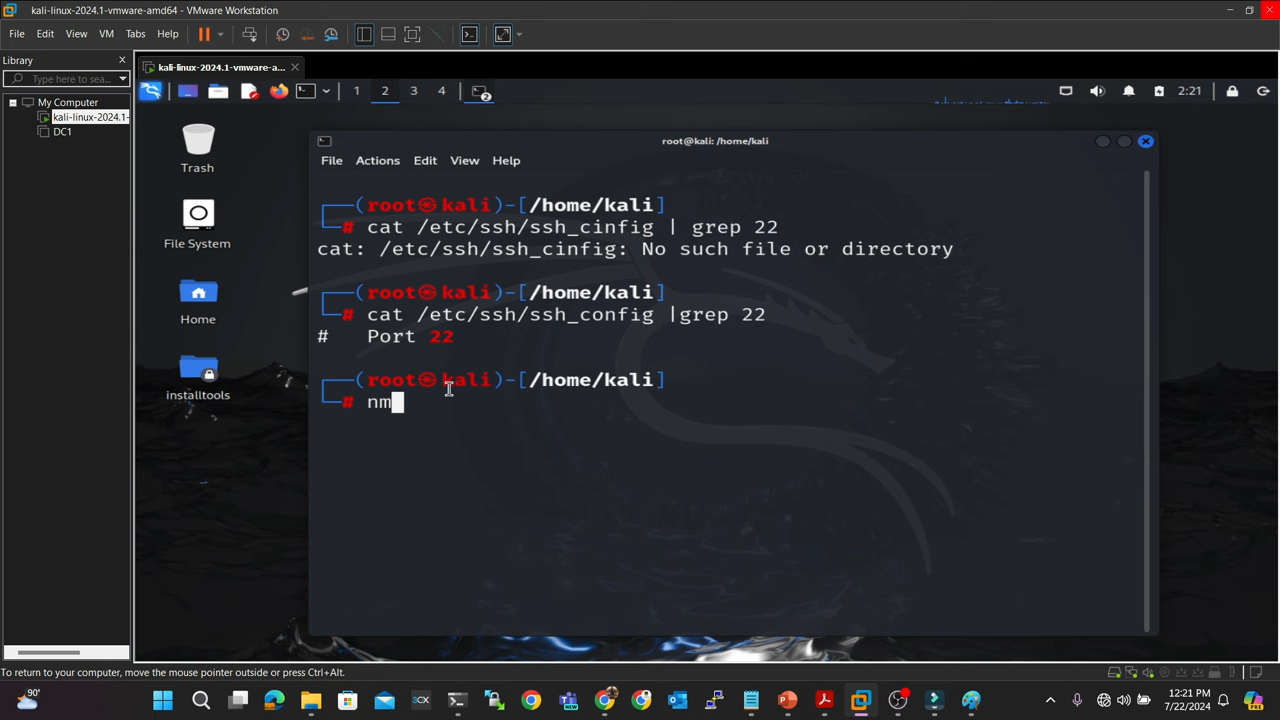 kali-linux-2024.1-vmware-amd64 - VMware Workstation
File Edit View VM Tabs Help
Library
Type here to sea...
My Computer
kali-linux-2024.1-
DC1
kali-linux-2024.1-vmware-a...
1 2 3 4 2 2:21
Trash
File System
Home
installtools
root@kali: /home/kali
File Actions Edit View Help
(root㉿kali)-[/home/kali]
# cat /etc/ssh/ssh_cinfig | grep 22
cat: /etc/ssh/ssh_cinfig: No such file or directory
(root㉿kali)-[/home/kali]
# cat /etc/ssh/ssh_config |grep 22
# Port 22
(root㉿kali)-[/home/kali]
# nm
To return to your computer, move the mouse pointer outside or press Ctrl+Alt.
90°
12:21 PM
7/22/2024